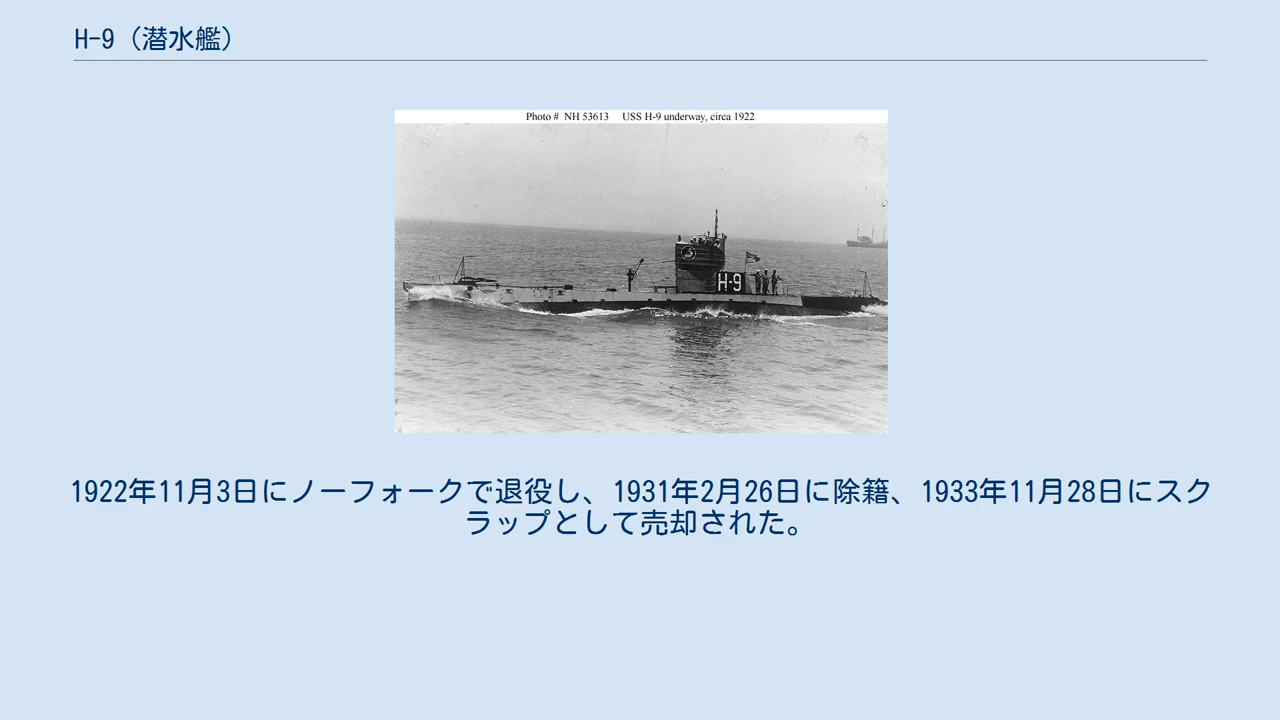 H-9（潜水艦）
Photo # NH 53613 USS H-9 underway, circa 1922
H-9
1922年11月3日にノーフォークで退役し、1931年2月26日に除籍、1933年11月28日にスク
ラップとして売却された。